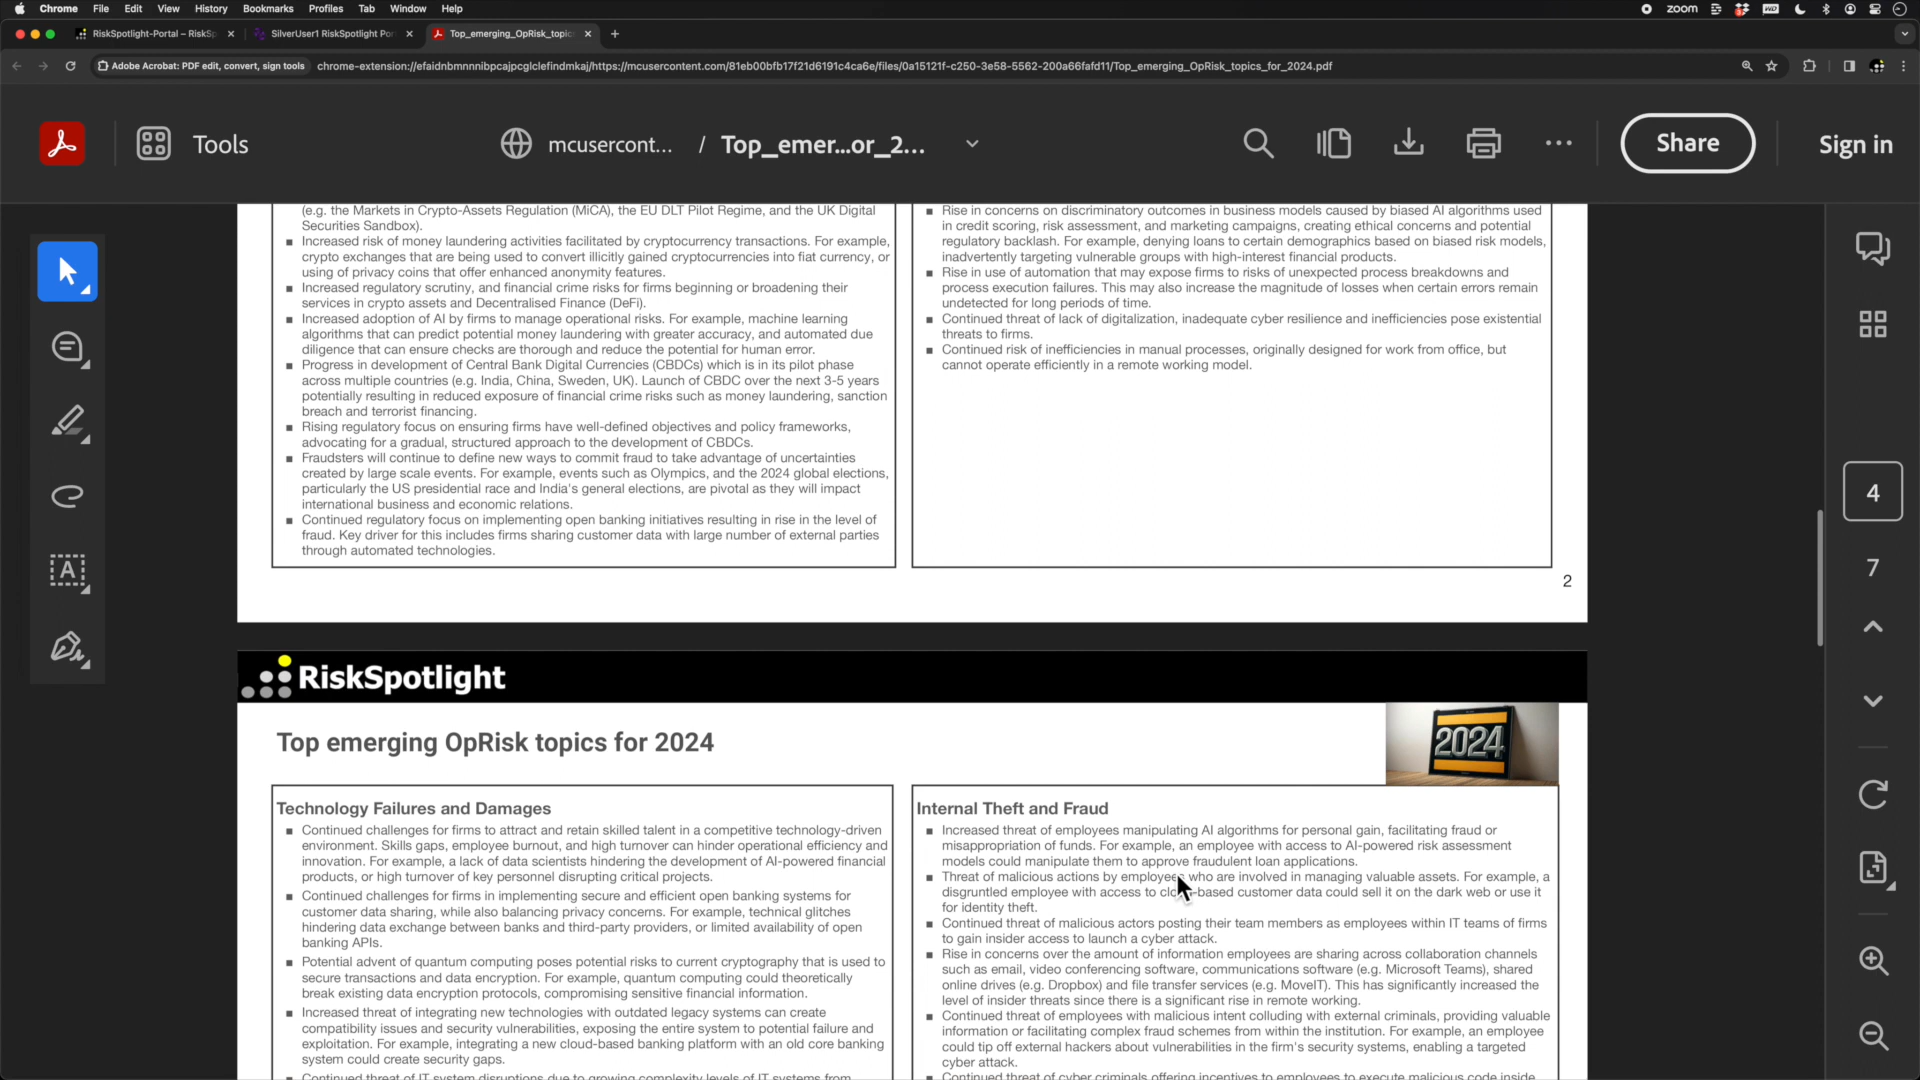 Chrome File Edit View History Bookmarks Profiles Tab Window Help
zoom
RiskSpotlight-Portal – RiskSp
SilverUser1 RiskSpotlight Por
Top_emerging_OpRisk_topic
Adobe Acrobat: PDF edit, convert, sign tools
chrome-extension://efaidnbmnnnibpcajpcglclefindmkaj/https://mcusercontent.com/81eb00bfb17f21d6191c4ca6e/files/0a15121f-c250-3e58-5562-200a66fafd11/Top_emerging_OpRisk_topics_for_2024.pdf
Tools
mcusercont... / Top_emer...or_2...
Share
Sign in
(e.g. the Markets in Crypto-Assets Regulation (MiCA), the EU DLT Pilot Regime, and the UK Digital
Securities Sandbox).
Increased risk of money laundering activities facilitated by cryptocurrency transactions. For example,
crypto exchanges that are being used to convert illicitly gained cryptocurrencies into fiat currency, or
using of privacy coins that offer enhanced anonymity features.
Increased regulatory scrutiny, and financial crime risks for firms beginning or broadening their
services in crypto assets and Decentralised Finance (DeFi).
Increased adoption of AI by firms to manage operational risks. For example, machine learning
algorithms that can predict potential money laundering with greater accuracy, and automated due
diligence that can ensure checks are thorough and reduce the potential for human error.
Progress in development of Central Bank Digital Currencies (CBDCs) which is in its pilot phase
across multiple countries (e.g. India, China, Sweden, UK). Launch of CBDC over the next 3-5 years
potentially resulting in reduced exposure of financial crime risks such as money laundering, sanction
breach and terrorist financing.
Rising regulatory focus on ensuring firms have well-defined objectives and policy frameworks,
advocating for a gradual, structured approach to the development of CBDCs.
Fraudsters will continue to define new ways to commit fraud to take advantage of uncertainties
created by large scale events. For example, events such as Olympics, and the 2024 global elections,
particularly the US presidential race and India's general elections, are pivotal as they will impact
international business and economic relations.
Continued regulatory focus on implementing open banking initiatives resulting in rise in the level of
fraud. Key driver for this includes firms sharing customer data with large number of external parties
through automated technologies.
Rise in concerns on discriminatory outcomes in business models caused by biased AI algorithms used
in credit scoring, risk assessment, and marketing campaigns, creating ethical concerns and potential
regulatory backlash. For example, denying loans to certain demographics based on biased risk models,
inadvertently targeting vulnerable groups with high-interest financial products.
Rise in use of automation that may expose firms to risks of unexpected process breakdowns and
process execution failures. This may also increase the magnitude of losses when certain errors remain
undetected for long periods of time.
Continued threat of lack of digitalization, inadequate cyber resilience and inefficiencies pose existential
threats to firms.
Continued risk of inefficiencies in manual processes, originally designed for work from office, but
cannot operate efficiently in a remote working model.
2
4
7
RiskSpotlight
Top emerging OpRisk topics for 2024
2024
Technology Failures and Damages
Continued challenges for firms to attract and retain skilled talent in a competitive technology-driven
environment. Skills gaps, employee burnout, and high turnover can hinder operational efficiency and
innovation. For example, a lack of data scientists hindering the development of AI-powered financial
products, or high turnover of key personnel disrupting critical projects.
Continued challenges for firms in implementing secure and efficient open banking systems for
customer data sharing, while also balancing privacy concerns. For example, technical glitches
hindering data exchange between banks and third-party providers, or limited availability of open
banking APIs.
Potential advent of quantum computing poses potential risks to current cryptography that is used to
secure transactions and data encryption. For example, quantum computing could theoretically
break existing data encryption protocols, compromising sensitive financial information.
Increased threat of integrating new technologies with outdated legacy systems can create
compatibility issues and security vulnerabilities, exposing the entire system to potential failure and
exploitation. For example, integrating a new cloud-based banking platform with an old core banking
system could create security gaps.
Continued threat of IT system disruptions due to growing complexity levels of IT systems from
Internal Theft and Fraud
Increased threat of employees manipulating AI algorithms for personal gain, facilitating fraud or
misappropriation of funds. For example, an employee with access to AI-powered risk assessment
models could manipulate them to approve fraudulent loan applications.
Threat of malicious actions by employees who are involved in managing valuable assets. For example, a
disgruntled employee with access to cloud-based customer data could sell it on the dark web or use it
for identity theft.
Continued threat of malicious actors posting their team members as employees within IT teams of firms
to gain insider access to launch a cyber attack.
Rise in concerns over the amount of information employees are sharing across collaboration channels
such as email, video conferencing software, communications software (e.g. Microsoft Teams), shared
online drives (e.g. Dropbox) and file transfer services (e.g. MoveIT). This has significantly increased the
level of insider threats since there is a significant rise in remote working.
Continued threat of employees with malicious intent colluding with external criminals, providing valuable
information or facilitating complex fraud schemes from within the institution. For example, an employee
could tip off external hackers about vulnerabilities in the firm's security systems, enabling a targeted
cyber attack.
Continued threat of cyber criminals offering incentives to employees to execute malicious code inside